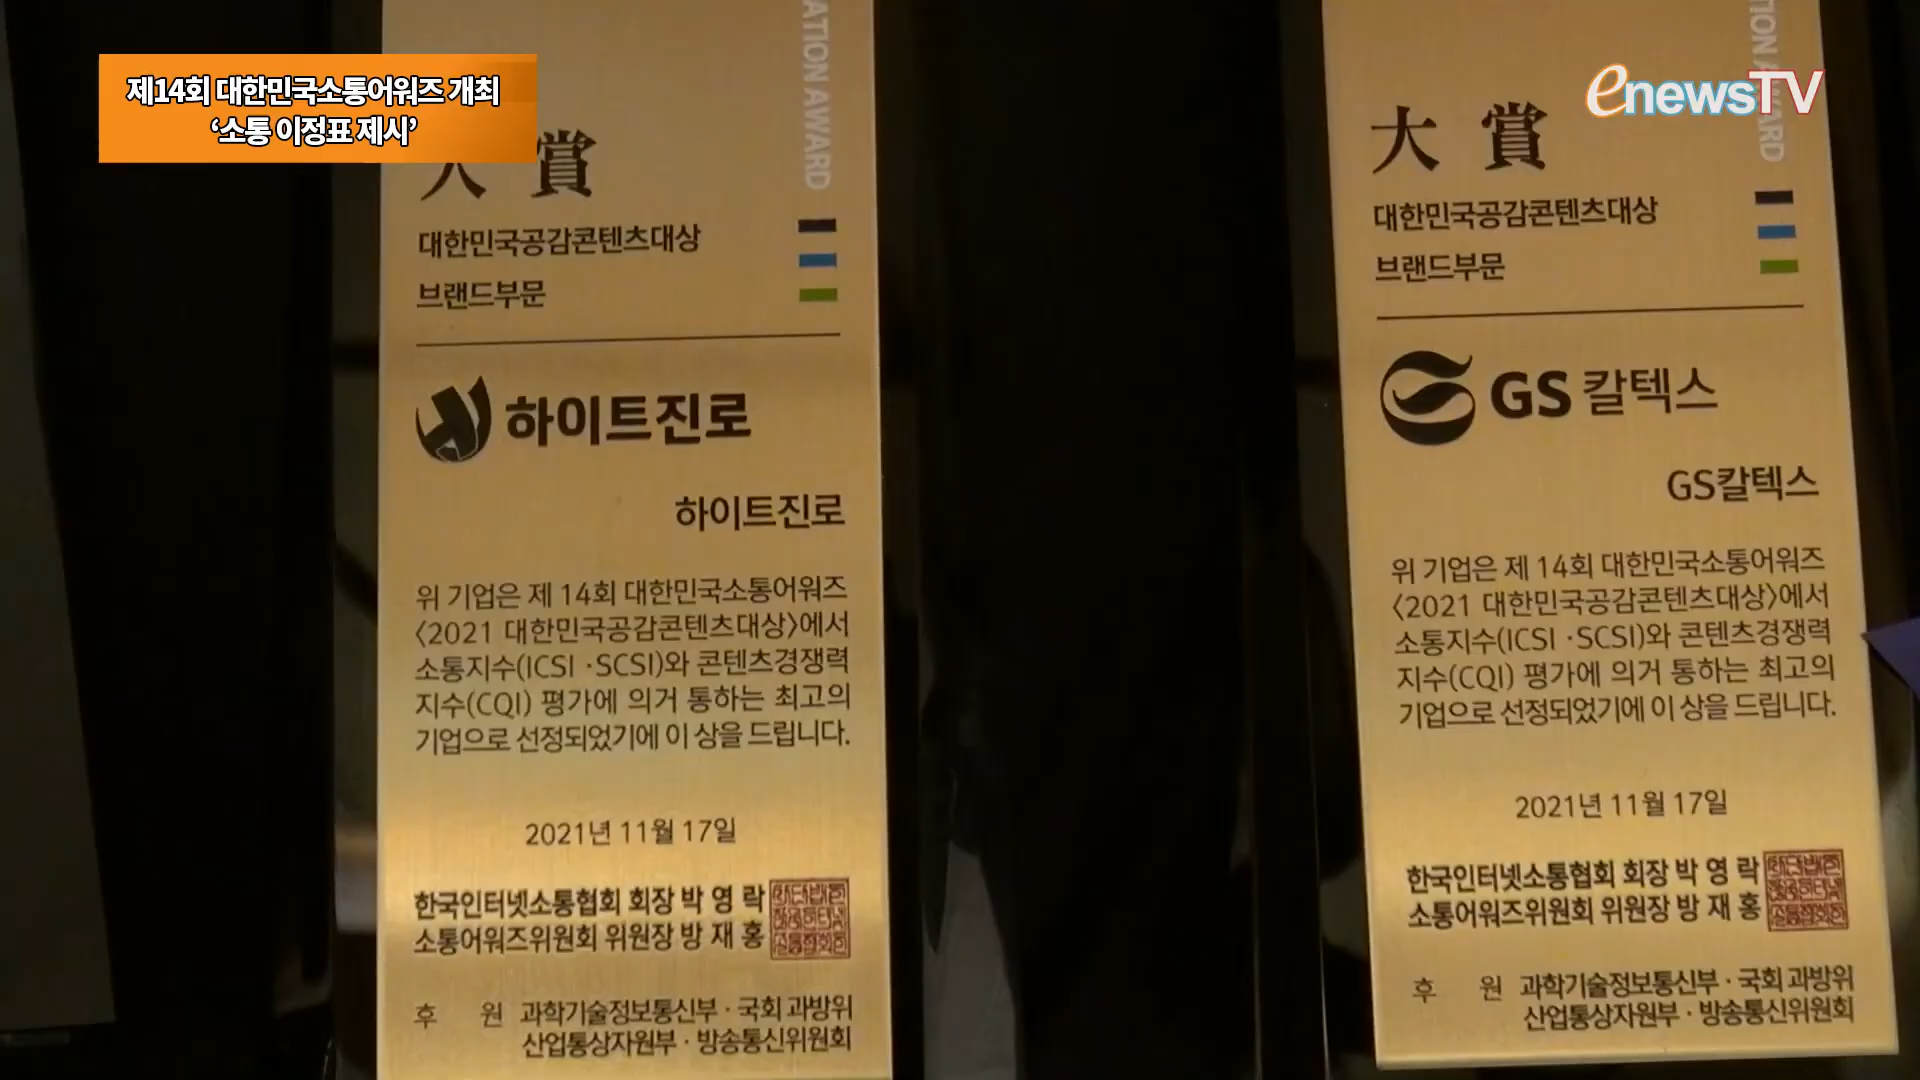 제14회 대한민국소통어워즈 개최
‘소통 이정표 제시’
enewsTV
ATION AWARD
大賞
대한민국공감콘텐츠대상
브랜드부문
하이트진로
하이트진로
위 기업은 제 14회 대한민국소통어워즈
〈2021 대한민국공감콘텐츠대상〉에서
소통지수(ICSI ·SCSI)와 콘텐츠경쟁력
지수(CQI) 평가에 의거 통하는 최고의
기업으로 선정되었기에 이 상을 드립니다.
2021년 11월 17일
한국인터넷소통협회 회장 박 영 락
소통어워즈위원회 위원장 방 재 홍
후 원 과학기술정보통신부 · 국회 과방위
산업통상자원부 · 방송통신위원회
TION AWARD
大賞
대한민국공감콘텐츠대상
브랜드부문
GS칼텍스
GS칼텍스
위 기업은 제 14회 대한민국소통어워즈
〈2021 대한민국공감콘텐츠대상〉에서
소통지수(ICSI ·SCSI)와 콘텐츠경쟁력
지수(CQI) 평가에 의거 통하는 최고의
기업으로 선정되었기에 이 상을 드립니다.
2021년 11월 17일
한국인터넷소통협회 회장 박 영 락
소통어워즈위원회 위원장 방 재 홍
후 원 과학기술정보통신부 · 국회 과방위
산업통상자원부 · 방송통신위원회